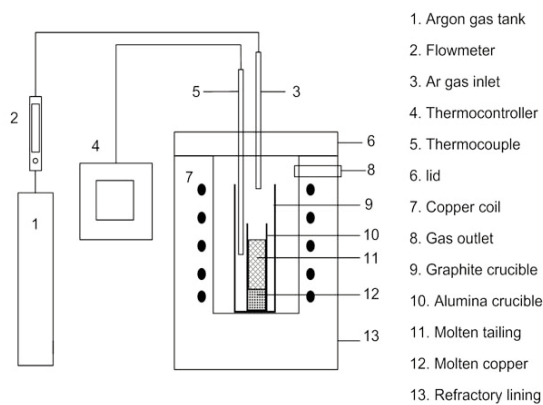 1. Argon gas tank
2. Flowmeter
3. Ar gas inlet
4. Thermocontroller
5. Thermocouple
6. lid
7. Copper coil
8. Gas outlet
9. Graphite crucible
10. Alumina crucible
11. Molten tailing
12. Molten copper
13. Refractory lining
5
3
2
4
6
7
8
9
1
10
11
12
13